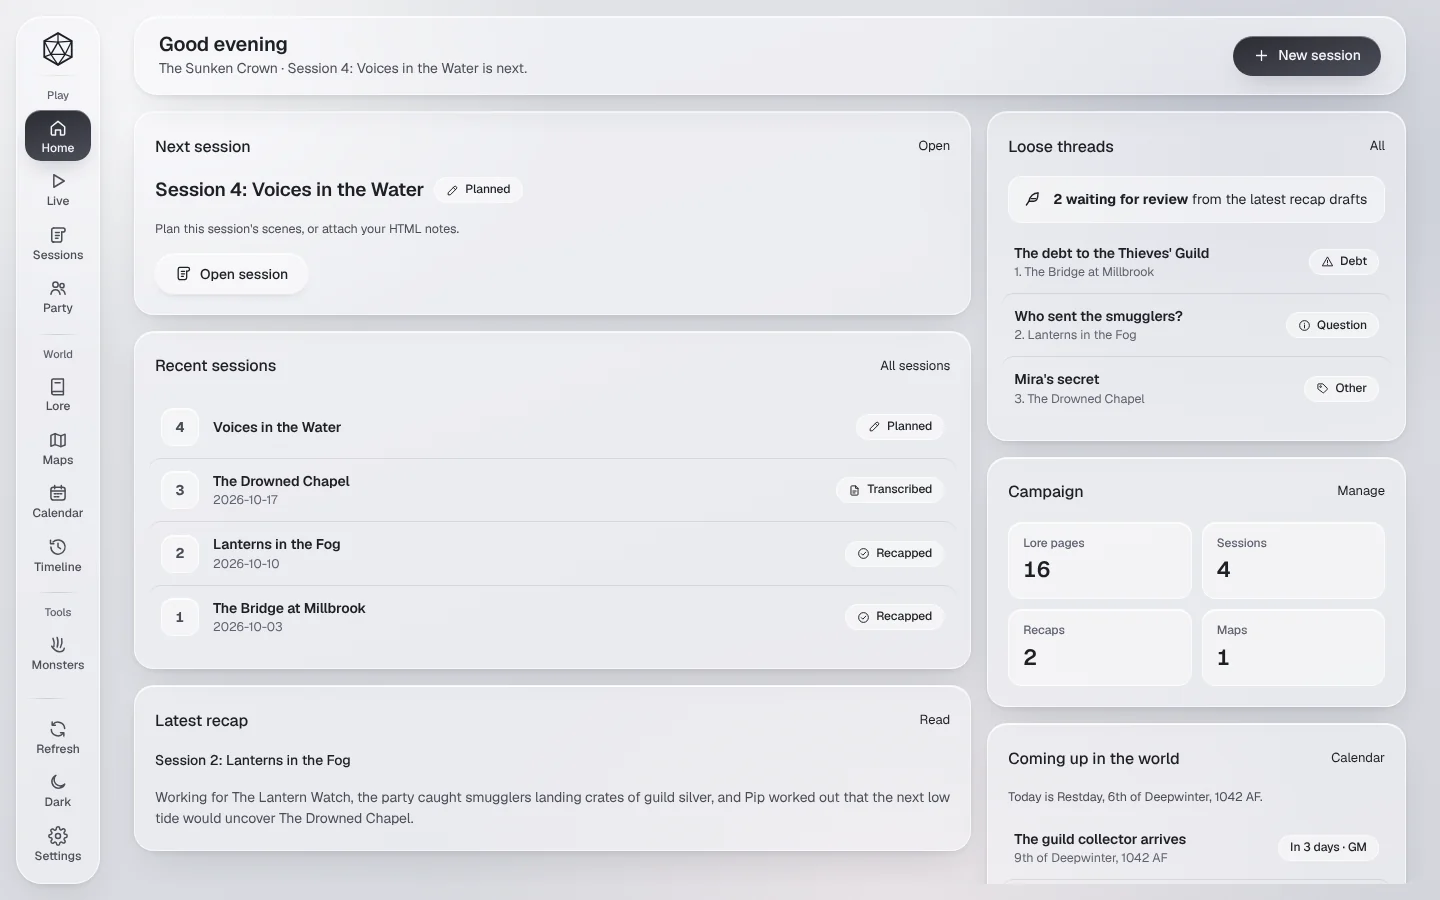 Play
Home
Live
Sessions
Party
World
Lore
Maps
Calendar
Timeline
Tools
Monsters
Refresh
Dark
Settings
Good evening
The Sunken Crown · Session 4: Voices in the Water is next.
New session
Next session
Open
Session 4: Voices in the Water
Planned
Plan this session's scenes, or attach your HTML notes.
Open session
Recent sessions
All sessions
4
Voices in the Water
Planned
3
The Drowned Chapel
2026-10-17
Transcribed
2
Lanterns in the Fog
2026-10-10
Recapped
1
The Bridge at Millbrook
2026-10-03
Recapped
Latest recap
Read
Session 2: Lanterns in the Fog
Working for The Lantern Watch, the party caught smugglers landing crates of guild silver, and Pip worked out that the next low
tide would uncover The Drowned Chapel.
Loose threads
All
2 waiting for review from the latest recap drafts
The debt to the Thieves' Guild
1. The Bridge at Millbrook
Debt
Who sent the smugglers?
2. Lanterns in the Fog
Question
Mira's secret
3. The Drowned Chapel
Other
Campaign
Manage
Lore pages
16
Sessions
4
Recaps
2
Maps
1
Coming up in the world
Calendar
Today is Restday, 6th of Deepwinter, 1042 AF.
The guild collector arrives
9th of Deepwinter, 1042 AF
In 3 days · GM